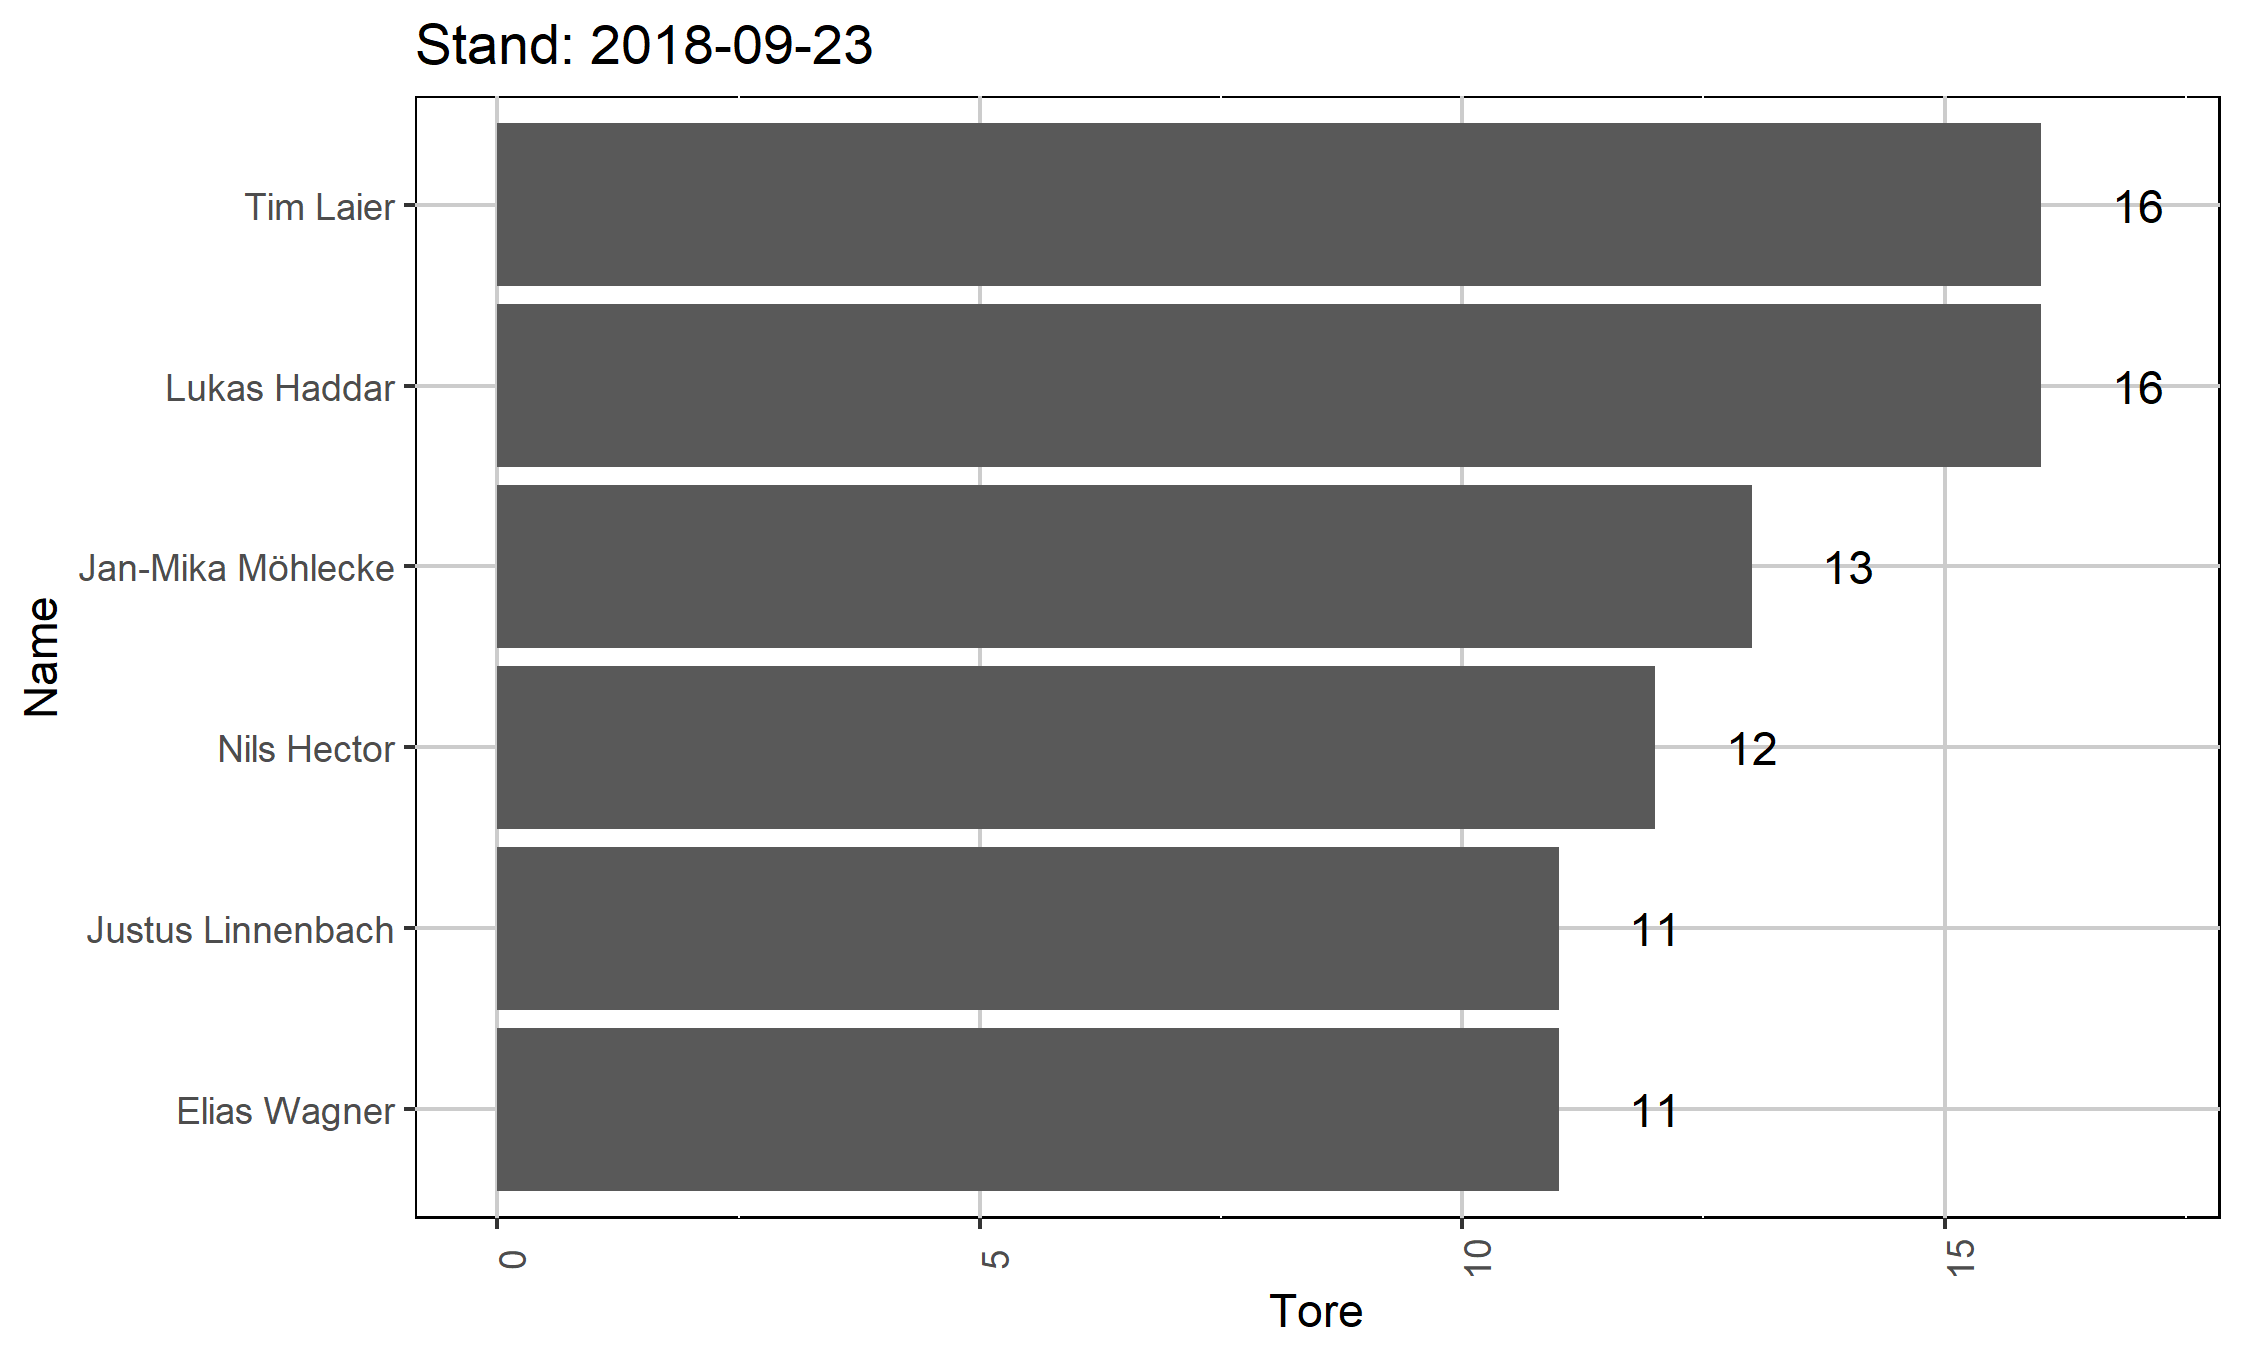 Stand: 2018-09-23
Name
Tim Laier 16
Lukas Haddar 16
Jan-Mika Möhlecke 13
Nils Hector 12
Justus Linnenbach 11
Elias Wagner 11
0 5 10 15
Tore